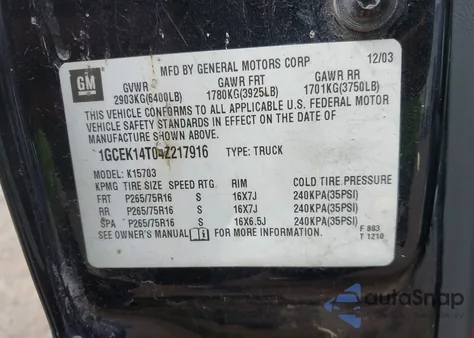 GM
MFD BY GENERAL MOTORS CORP 12/03
GVWR GAWR FRT GAWR RR
2903KG(6400LB) 1780KG(3925LB) 1701KG(3750LB)
THIS VEHICLE CONFORMS TO ALL APPLICABLE U.S. FEDERAL MOTOR
VEHICLE SAFETY STANDARDS IN EFFECT ON THE DATE OF
MANUFACTURE SHOWN ABOVE.
1GCEK14T04Z217916 TYPE: TRUCK
MODEL: K15703
KPMG TIRE SIZE SPEED RTG RIM COLD TIRE PRESSURE
FRT P265/75R16 S 16X7J 240KPA(35PSI)
RR P265/75R16 S 16X7J 240KPA(35PSI)
SPA P265/75R16 S 16X6.5J 240KPA(35PSI)
SEE OWNER'S MANUAL FOR MORE INFORMATION.
F 883
T 1210
autoSnap